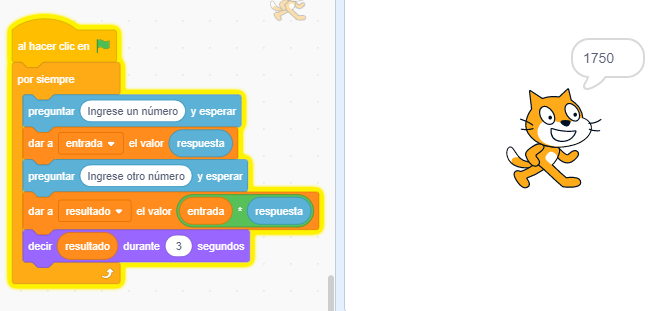 al hacer clic en
por siempre
preguntar Ingrese un número y esperar
dar a entrada el valor respuesta
preguntar Ingrese otro número y esperar
dar a resultado el valor entrada * respuesta
decir resultado durante 3 segundos
1750